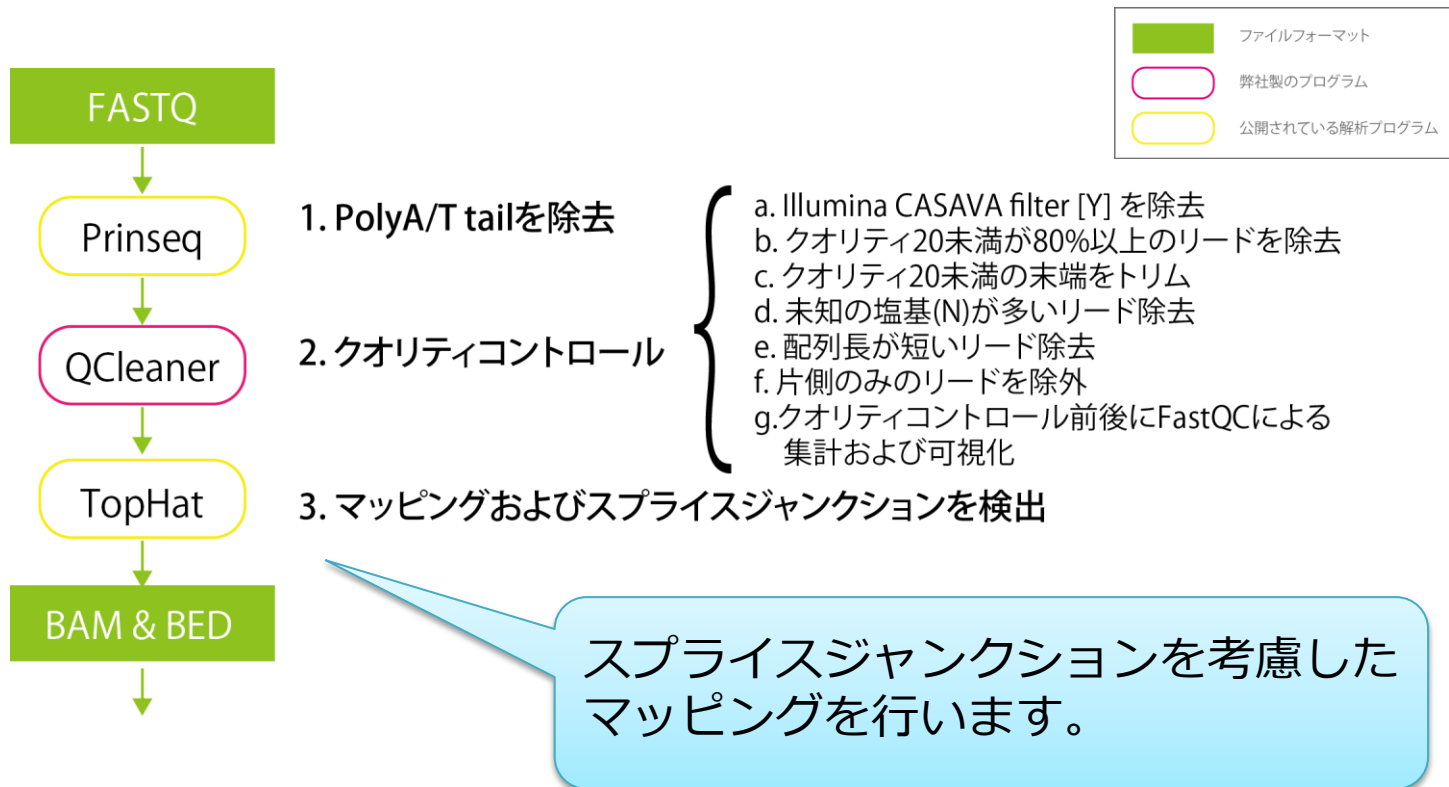 ファイルフォーマット
弊社製のプログラム
公開されている解析プログラム
FASTQ
Prinseq
1. PolyA/T tailを除去
QCleaner
2. クオリティコントロール
a. Illumina CASAVA filter [Y] を除去
b. クオリティ20未満が80%以上のリードを除去
c. クオリティ20未満の末端をトリム
d. 未知の塩基(N)が多いリード除去
e. 配列長が短いリード除去
f. 片側のみのリードを除外
g.クオリティコントロール前後にFastQCによる
集計および可視化
TopHat
3. マッピングおよびスプライスジャンクションを検出
BAM & BED
スプライスジャンクションを考慮した
マッピングを行います。